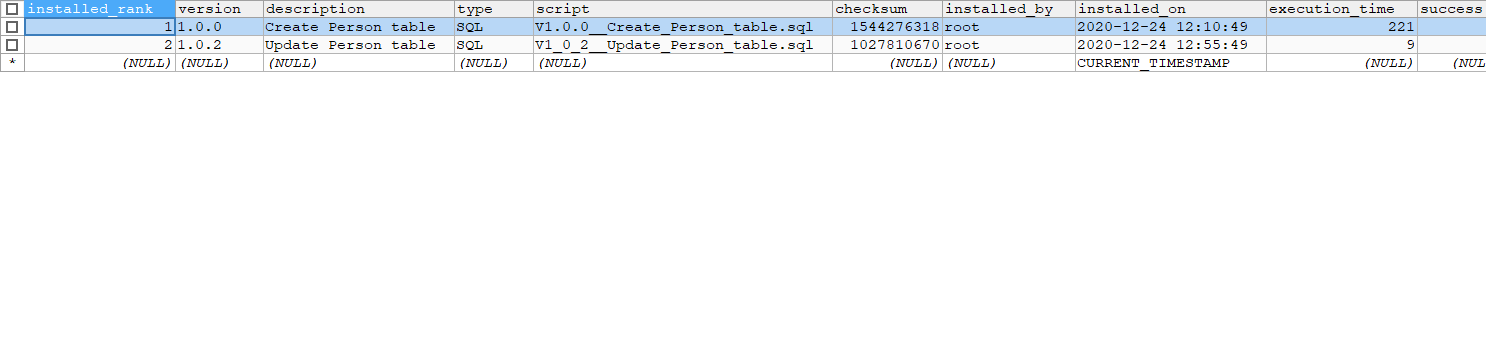 installed_rank version description type script checksum installed_by installed_on execution_time success
1 1.0.0 Create Person table SQL V1.0.0__Create_Person_table.sql 1544276318 root 2020-12-24 12:10:49 221
2 1.0.2 Update Person table SQL V1_0_2__Update_Person_table.sql 1027810670 root 2020-12-24 12:55:49 9
* (NULL) (NULL) (NULL) (NULL) (NULL) (NULL) (NULL) CURRENT_TIMESTAMP (NULL) (NUL